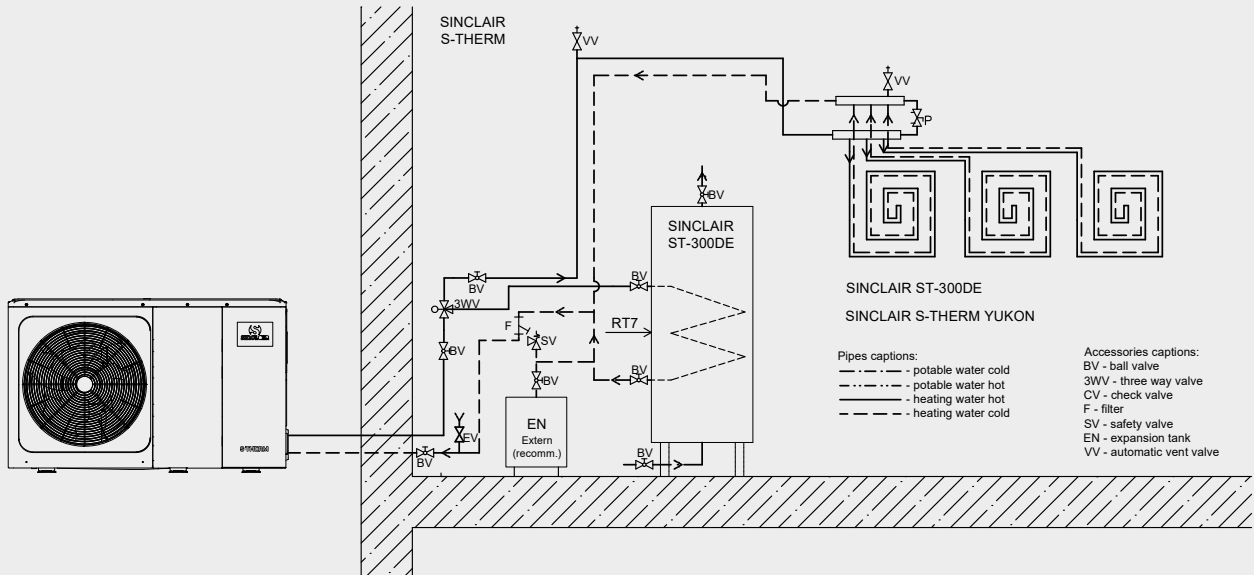 SINCLAIR
S-THERM
VV
VV
P
BV
SINCLAIR
ST-300DE
BV
BV
3WV
F
SV
RT7
BV
BV
BV
EN
Extern
(recomm.)
EV
BV
BV
SINCLAIR
S-THERM
SINCLAIR ST-300DE
SINCLAIR S-THERM YUKON
Pipes captions:
- potable water cold
- potable water hot
- heating water hot
- heating water cold
Accessories captions:
BV - ball valve
3WV - three way valve
CV - check valve
F - filter
SV - safety valve
EN - expansion tank
VV - automatic vent valve